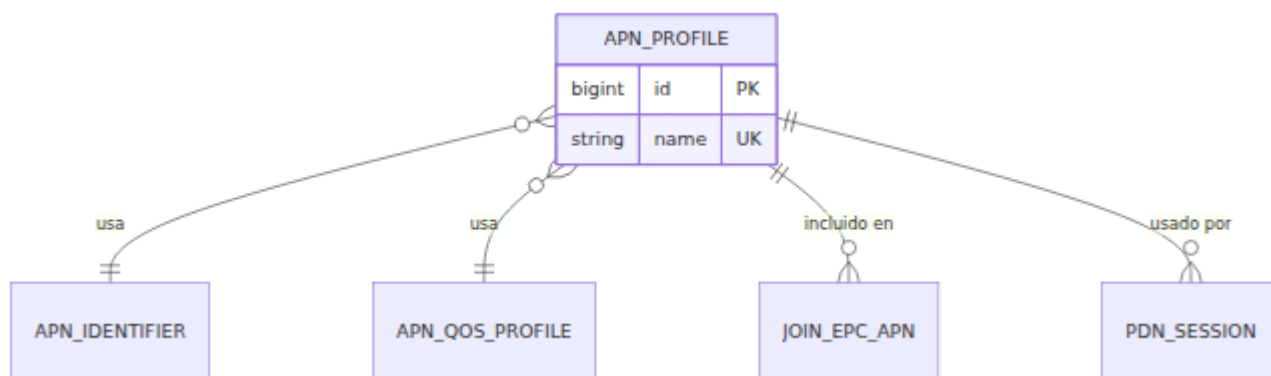 APN_PROFILE
bigint id PK
string name UK
usa
usa
incluido en
usado por
APN_IDENTIFIER
APN_QOS_PROFILE
JOIN_EPC_APN
PDN_SESSION